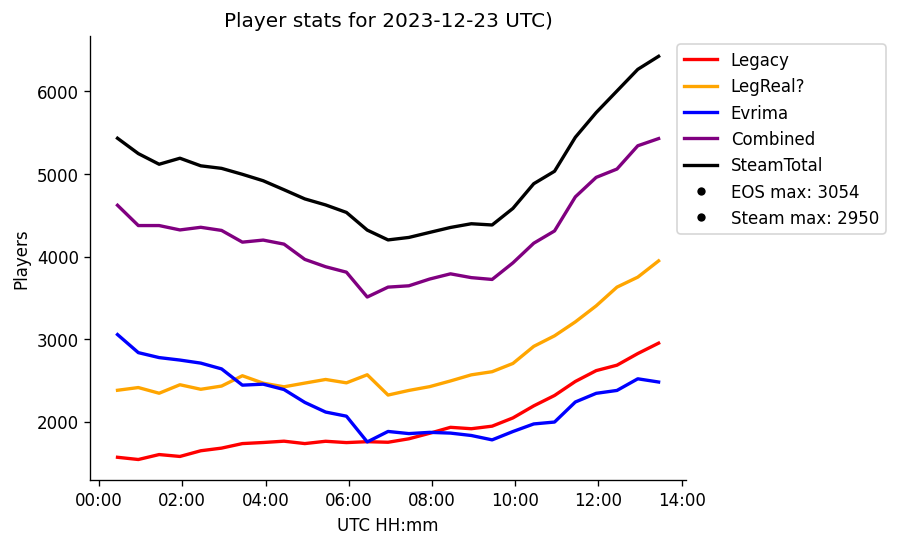 Player stats for 2023-12-23 UTC)
Legacy
LegReal?
Evrima
Combined
SteamTotal
EOS max: 3054
Steam max: 2950
Players
6000
5000
4000
3000
2000
00:00 02:00 04:00 06:00 08:00 10:00 12:00 14:00
UTC HH:mm